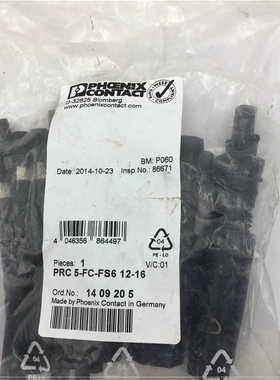 PHOENIX
CONTACT
D-32825 Blomberg
www.phoenixcontact.com
BM: P060
Date: 2014-10-23 Insp.No.: 86671
4 046356 864497
04
PE - LD
Pieces: 1
V/C:01
PRC 5-FC-FS6 12-16
Ord.No.: 14 09 20 5
Made by Phoenix Contact in Germany
04
04
04